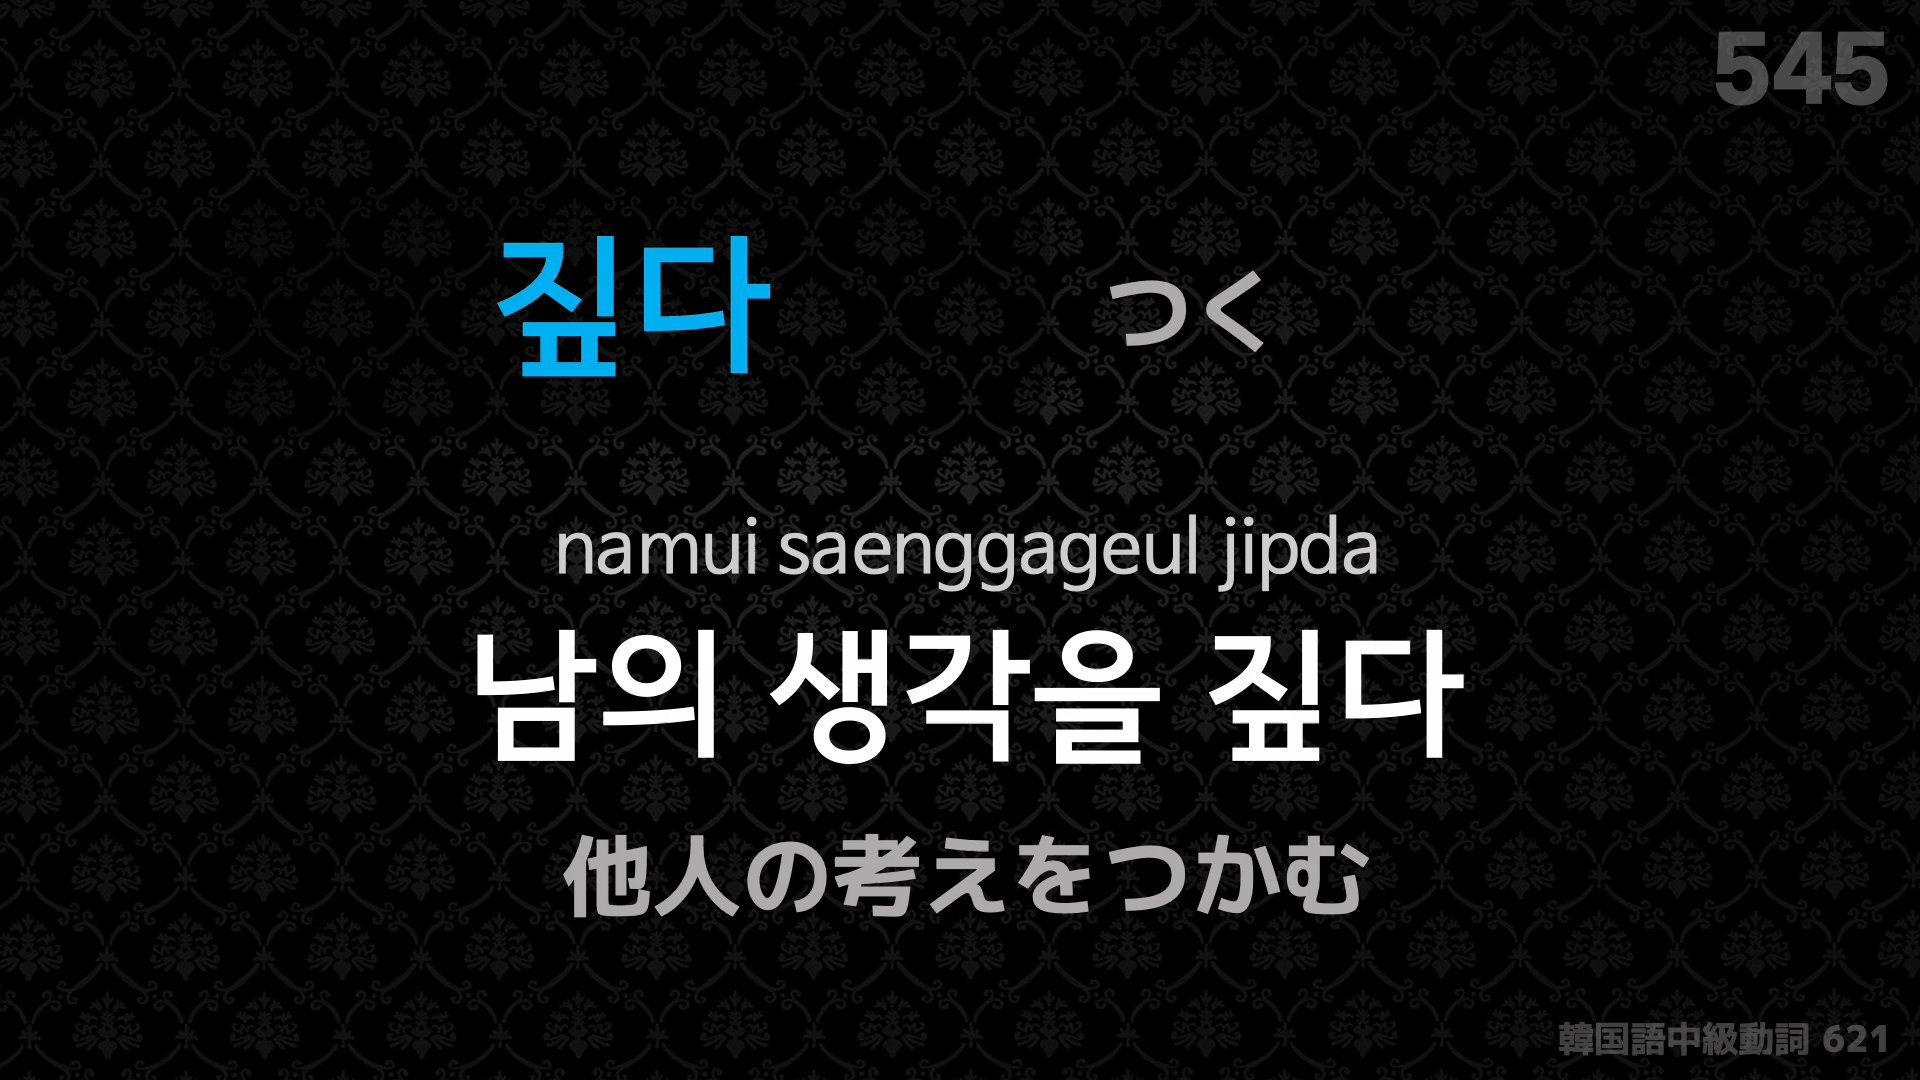 545
짚다 つく
namui saenggageul jipda
남의 생각을 짚다
他人の考えをつかむ
韓国語中級動詞 621